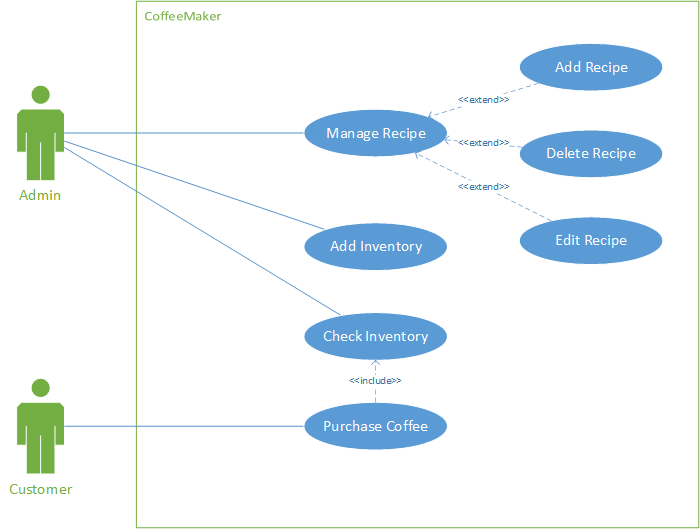 CoffeeMaker
Add Recipe
<<extend>>
Manage Recipe
<<extend>>
Delete Recipe
<<extend>>
Admin
Edit Recipe
Add Inventory
Check Inventory
<<include>>
Purchase Coffee
Customer